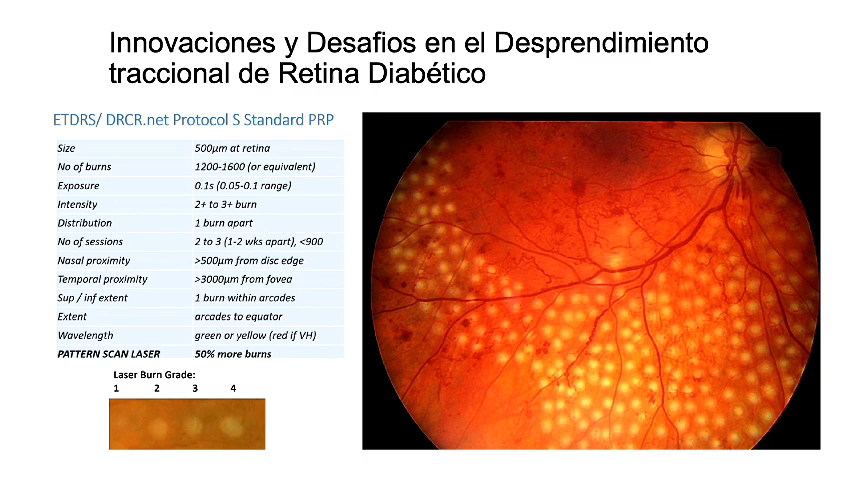 Innovaciones y Desafios en el Desprendimiento
traccional de Retina Diabético
ETDRS/ DRCR.net Protocol S Standard PRP
Size 500µm at retina
No of burns 1200-1600 (or equivalent)
Exposure 0.1s (0.05-0.1 range)
Intensity 2+ to 3+ burn
Distribution 1 burn apart
No of sessions 2 to 3 (1-2 wks apart), <900
Nasal proximity >500µm from disc edge
Temporal proximity >3000µm from fovea
Sup / inf extent 1 burn within arcades
Extent arcades to equator
Wavelength green or yellow (red if VH)
PATTERN SCAN LASER 50% more burns
Laser Burn Grade:
1 2 3 4